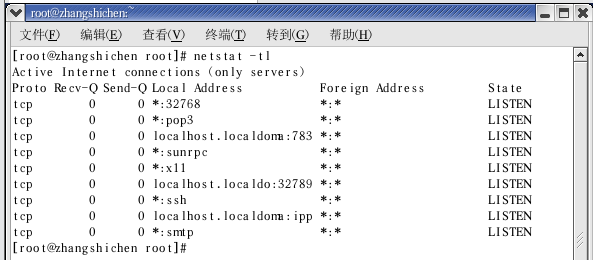 root@zhangshichen:~
文件(F) 编辑(E) 查看(V) 终端(T) 转到(G) 帮助(H)
[root@zhangshichen root]# netstat -tl
Active Internet connections (only servers)
Proto Recv-Q Send-Q Local Address Foreign Address State
tcp 0 0 *:32768 *:* LISTEN
tcp 0 0 *:pop3 *:* LISTEN
tcp 0 0 localhost.localdoma:783 *:* LISTEN
tcp 0 0 *:sunrpc *:* LISTEN
tcp 0 0 *:x11 *:* LISTEN
tcp 0 0 localhost.localdo:32789 *:* LISTEN
tcp 0 0 *:ssh *:* LISTEN
tcp 0 0 localhost.localdoma:ipp *:* LISTEN
tcp 0 0 *:smtp *:* LISTEN
[root@zhangshichen root]#